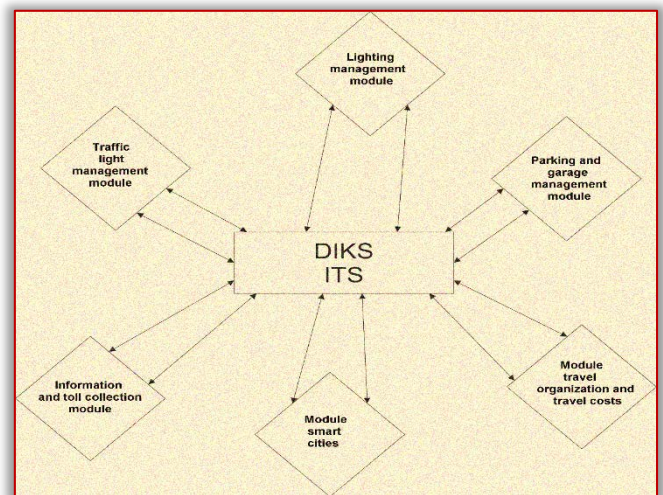 Lighting
management
module
Traffic
light
management
module
Parking and
garage
management
module
DIKS
ITS
Information
and toll collection
module
Module
smart
cities
Module
travel
organization and
travel costs